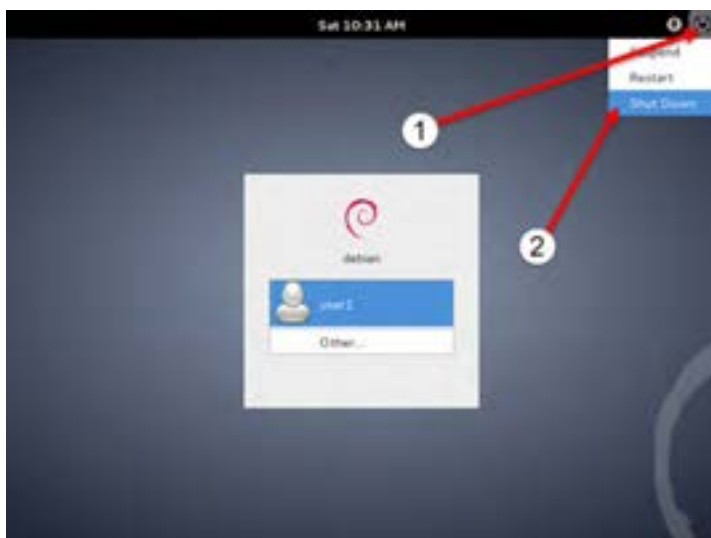 Sat 10:31 AM
Suspend
Restart
Shut Down
1
2
debian
user1
Other...